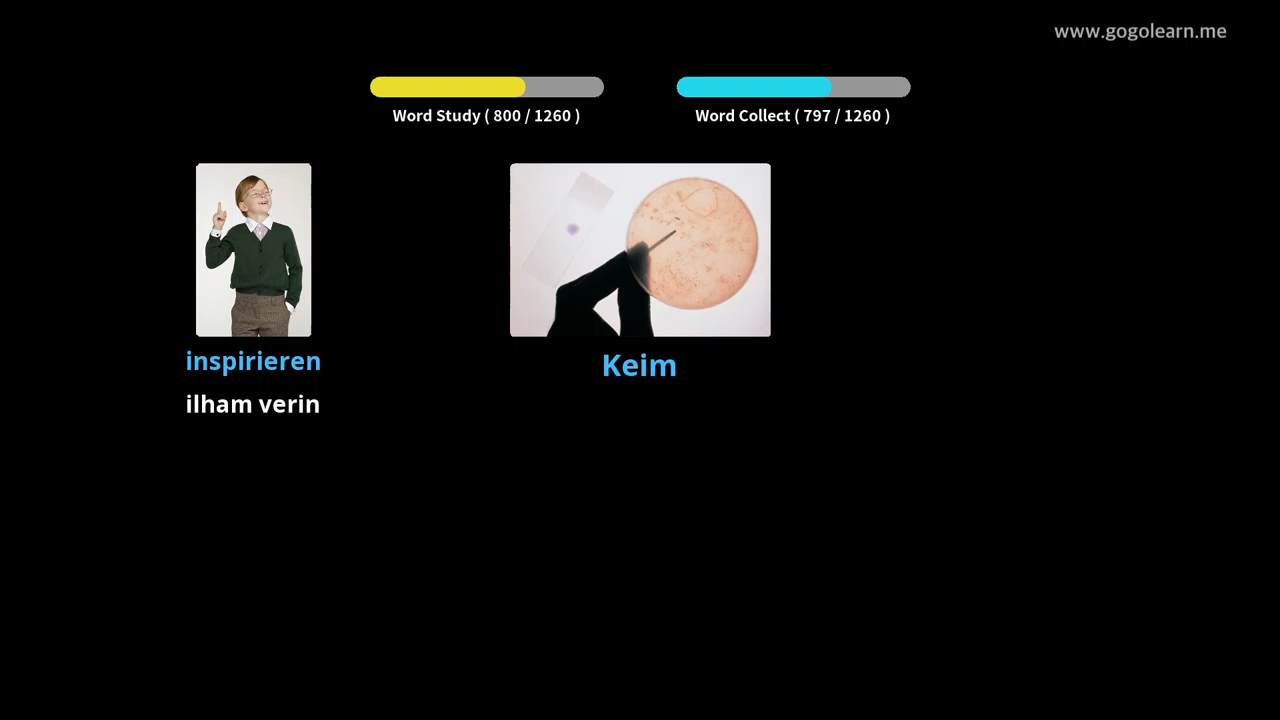 www.gogolearn.me
Word Study ( 800 / 1260 )
Word Collect ( 797 / 1260 )
inspirieren
ilham verin
Keim